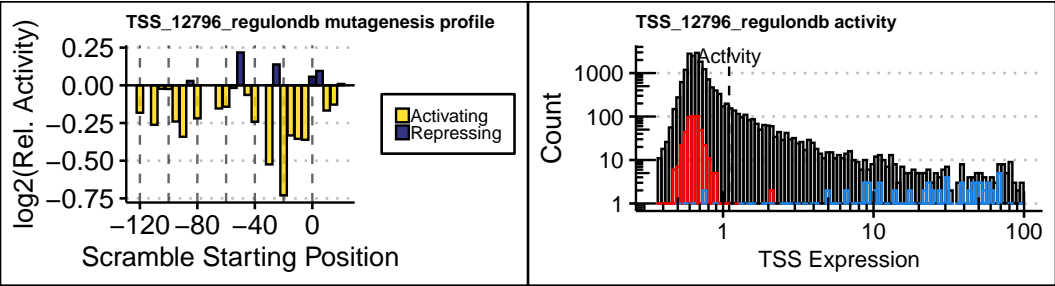 TSS_12796_regulondb mutagenesis profile
log2(Rel. Activity)
0.25
0.00
−0.25
−0.50
−0.75
−120 −80 −40 0
Scramble Starting Position
Activating
Repressing
TSS_12796_regulondb activity
Activity
Count
1000
100
10
1
1 10 100
TSS Expression